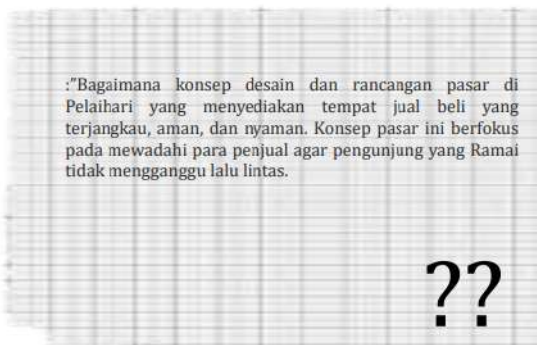 :"Bagaimana konsep desain dan rancangan pasar di
Pelaihari yang menyediakan tempat jual beli yang
terjangkau, aman, dan nyaman. Konsep pasar ini berfokus
pada mewadahi para penjual agar pengunjung yang Ramai
tidak mengganggu lalu lintas.
??